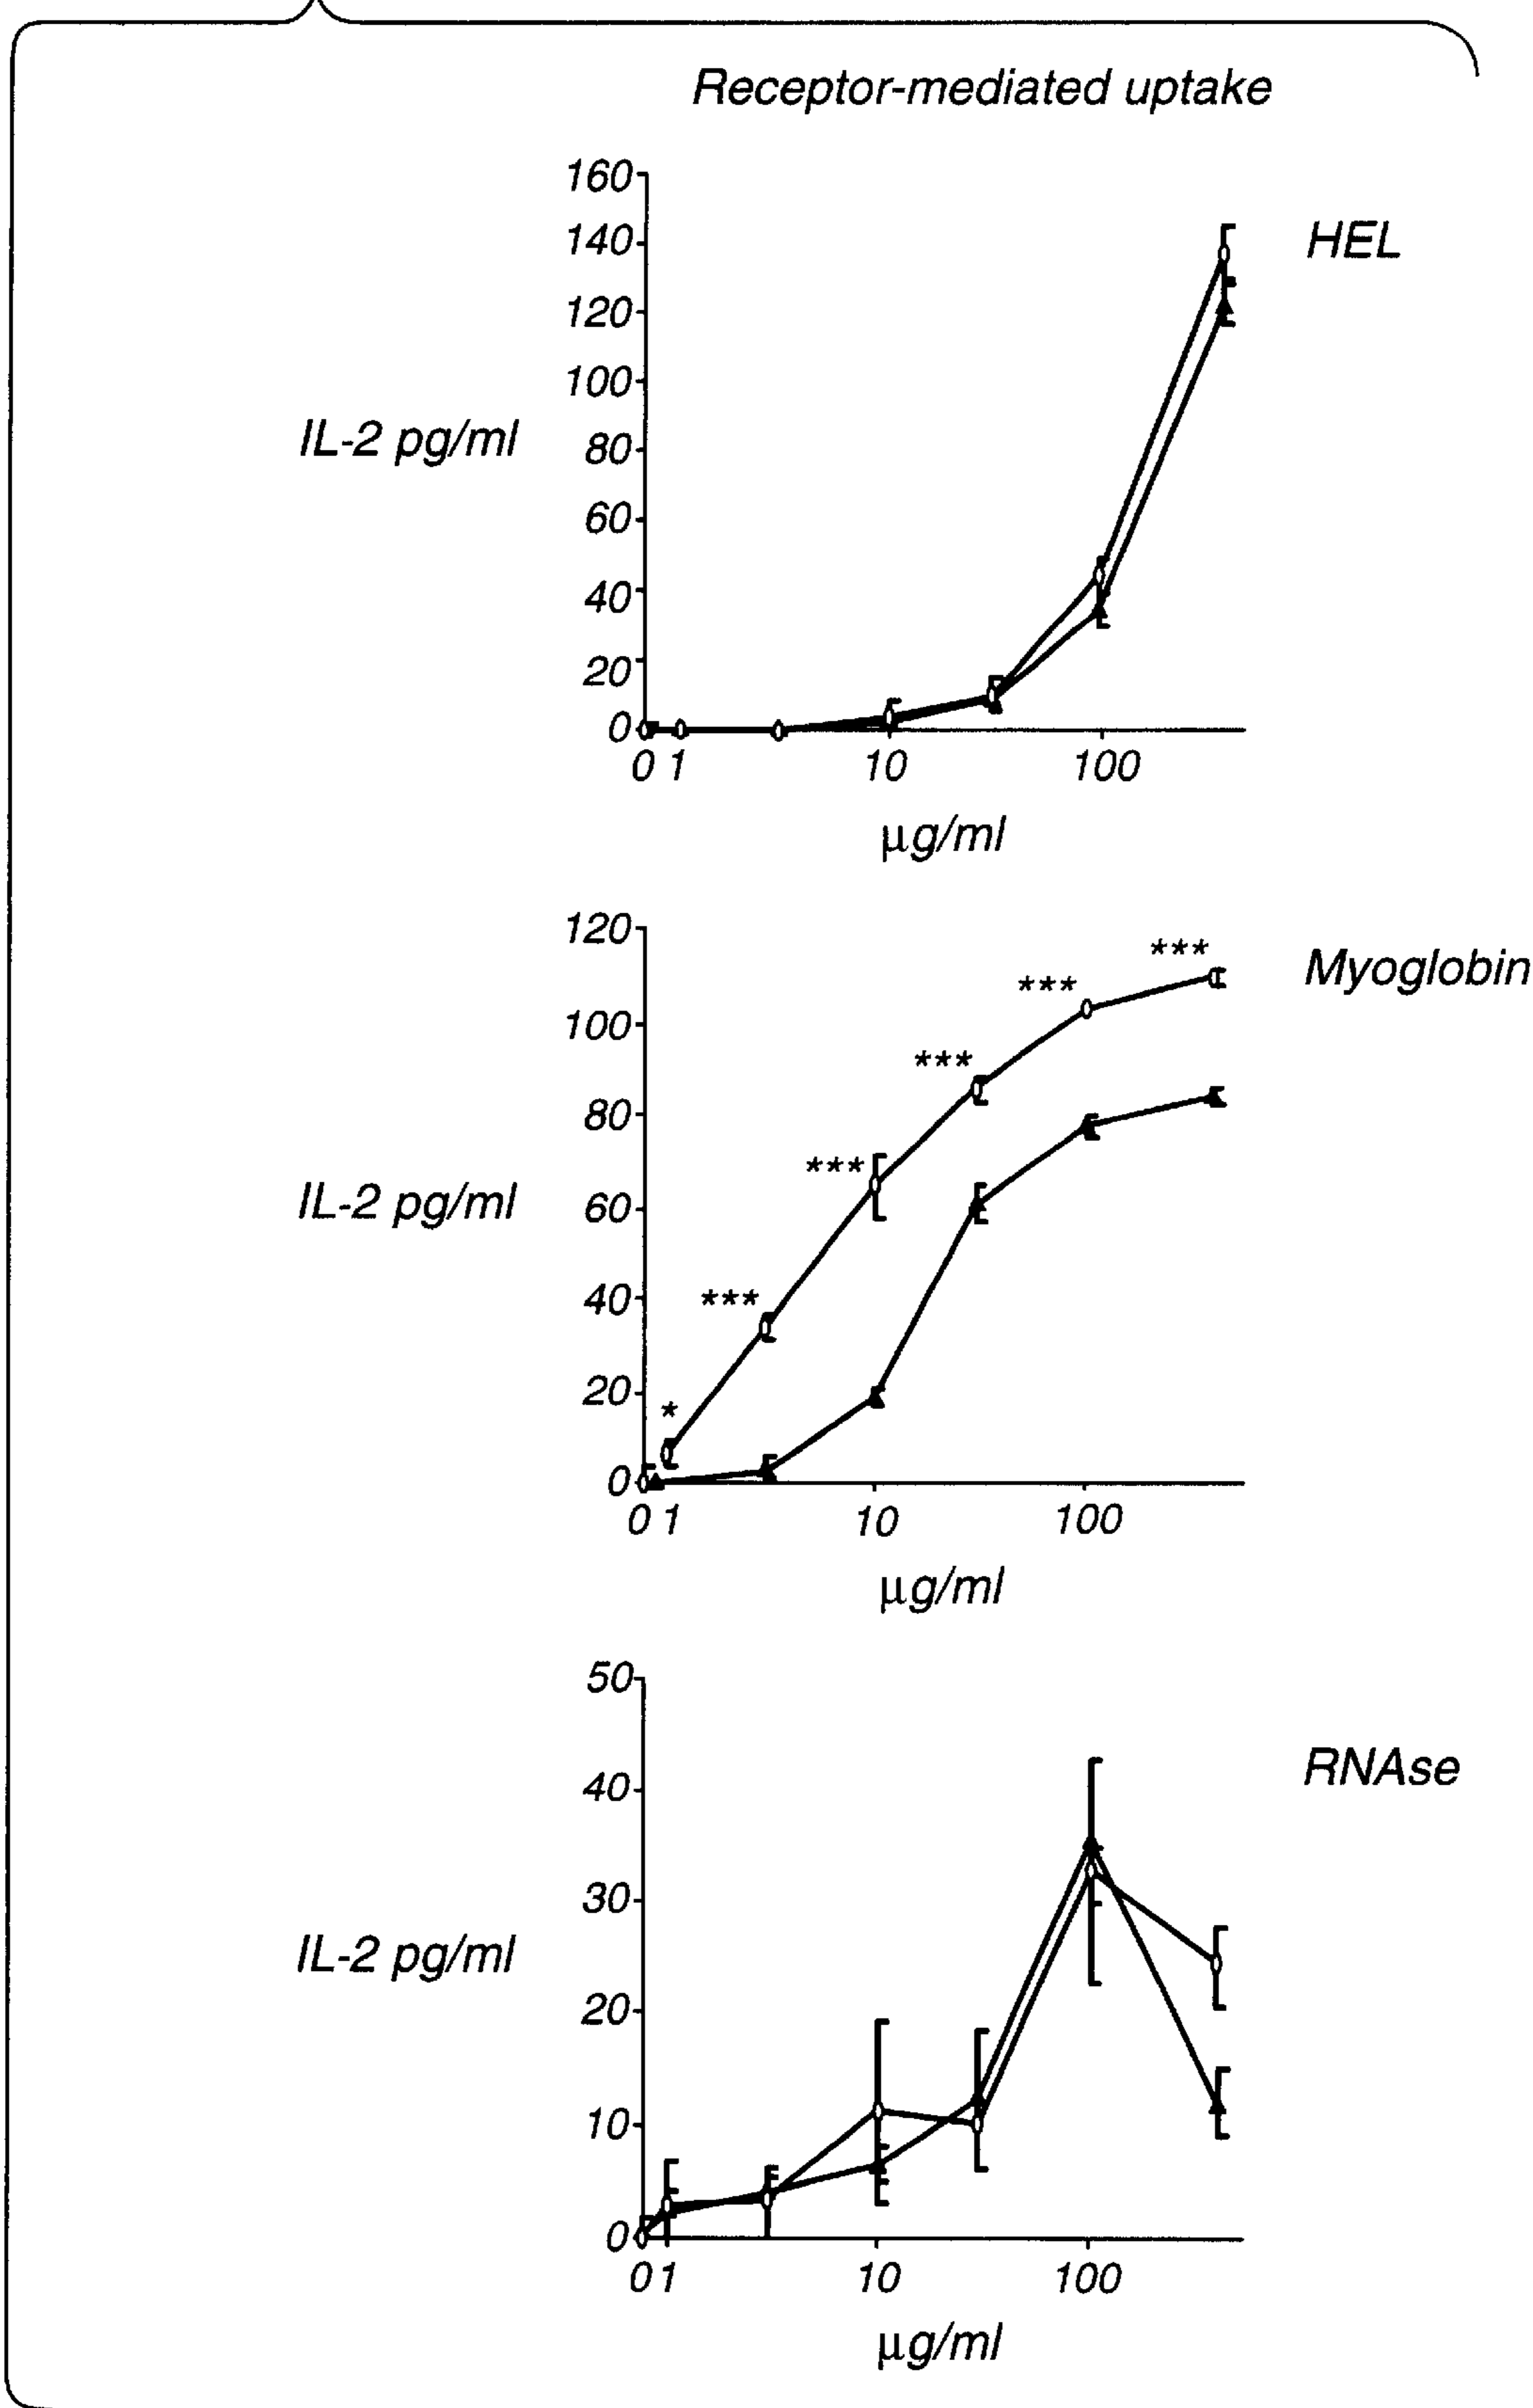 Receptor-mediated uptake
HEL
IL-2 pg/ml
160
140
120
100
80
60
40
20
0
0 1 10 100
µg/ml
Myoglobin
IL-2 pg/ml
120
100
80
60
40
20
0
*** 
***
***
***
***
*
0 1 10 100
µg/ml
RNAse
IL-2 pg/ml
50
40
30
20
10
0
0 1 10 100
µg/ml